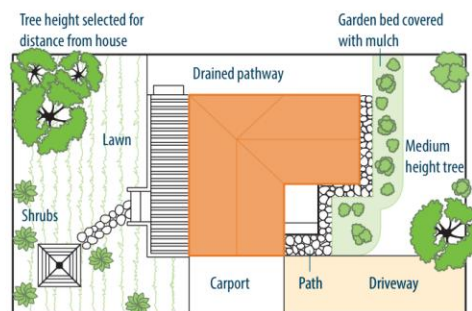 Tree height selected for
distance from house
Garden bed covered
with mulch
Drained pathway
Lawn
Medium
height tree
Shrubs
Carport
Path
Driveway